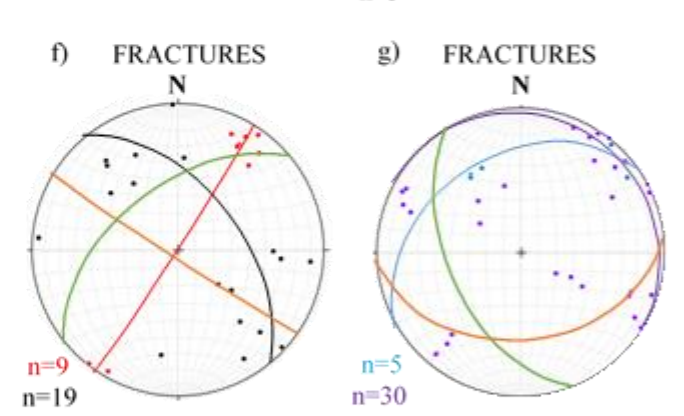 f) FRACTURES
N
n=9
n=19
g) FRACTURES
N
n=5
n=30